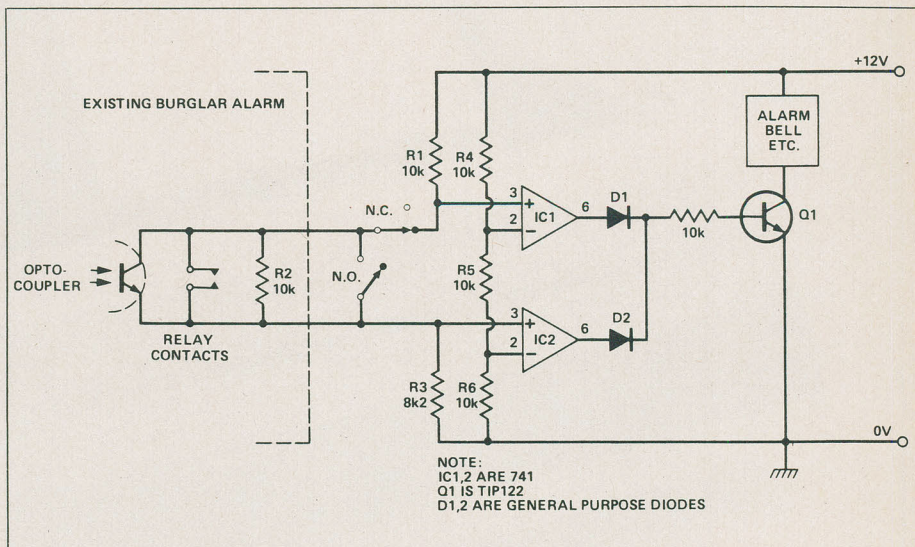 +12V
EXISTING BURGLAR ALARM
ALARM
BELL
ETC.
R1
10k
R4
10k
N.C.
3
2
IC1
6
D1
Q1
10k
OPTO-
COUPLER
R2
10k
N.O.
R5
10k
RELAY
CONTACTS
3
2
IC2
6
D2
R3
8k2
R6
10k
0V
NOTE:
IC1,2 ARE 741
Q1 IS TIP122
D1,2 ARE GENERAL PURPOSE DIODES